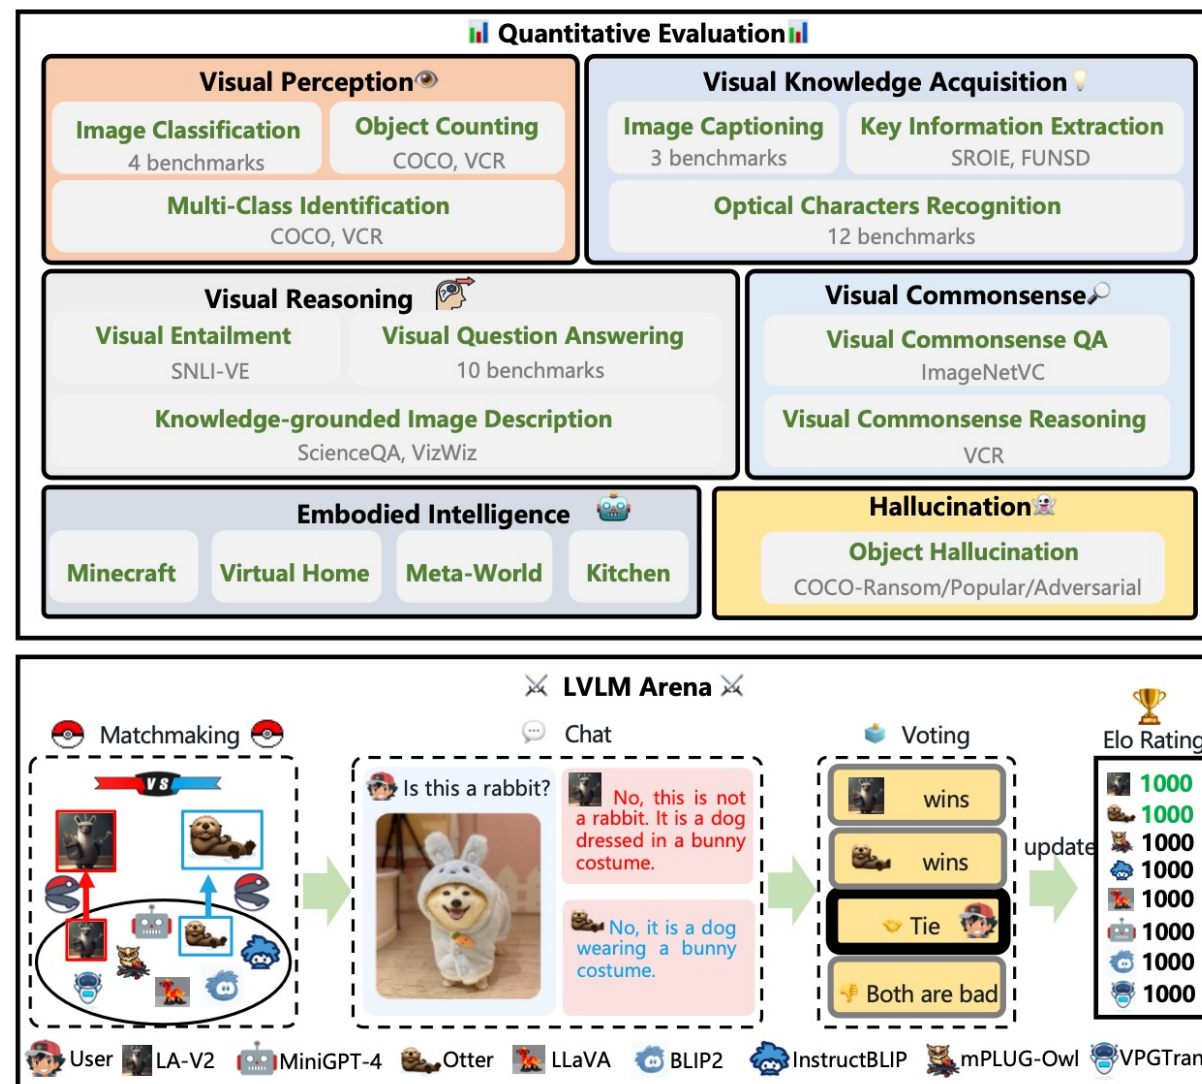 Quantitative Evaluation
Visual Perception
Image Classification
4 benchmarks
Object Counting
COCO, VCR
Multi-Class Identification
COCO, VCR
Visual Knowledge Acquisition
Image Captioning
3 benchmarks
Key Information Extraction
SROIE, FUNSD
Optical Characters Recognition
12 benchmarks
Visual Reasoning
Visual Entailment
SNLI-VE
Visual Question Answering
10 benchmarks
Knowledge-grounded Image Description
ScienceQA, VizWiz
Visual Commonsense
Visual Commonsense QA
ImageNetVC
Visual Commonsense Reasoning
VCR
Embodied Intelligence
Minecraft
Virtual Home
Meta-World
Kitchen
Hallucination
Object Hallucination
COCO-Ransom/Popular/Adversarial
LVLM Arena
Matchmaking
VS
Chat
Is this a rabbit?
No, this is not
a rabbit. It is a dog
dressed in a bunny
costume.
No, it is a dog
wearing a bunny
costume.
Voting
wins
wins
Tie
Both are bad
update
Elo Rating
1000
1000
1000
1000
1000
1000
1000
1000
User LA-V2 MiniGPT-4 Otter LLaVA BLIP2 InstructBLIP mPLUG-Owl VPGTran